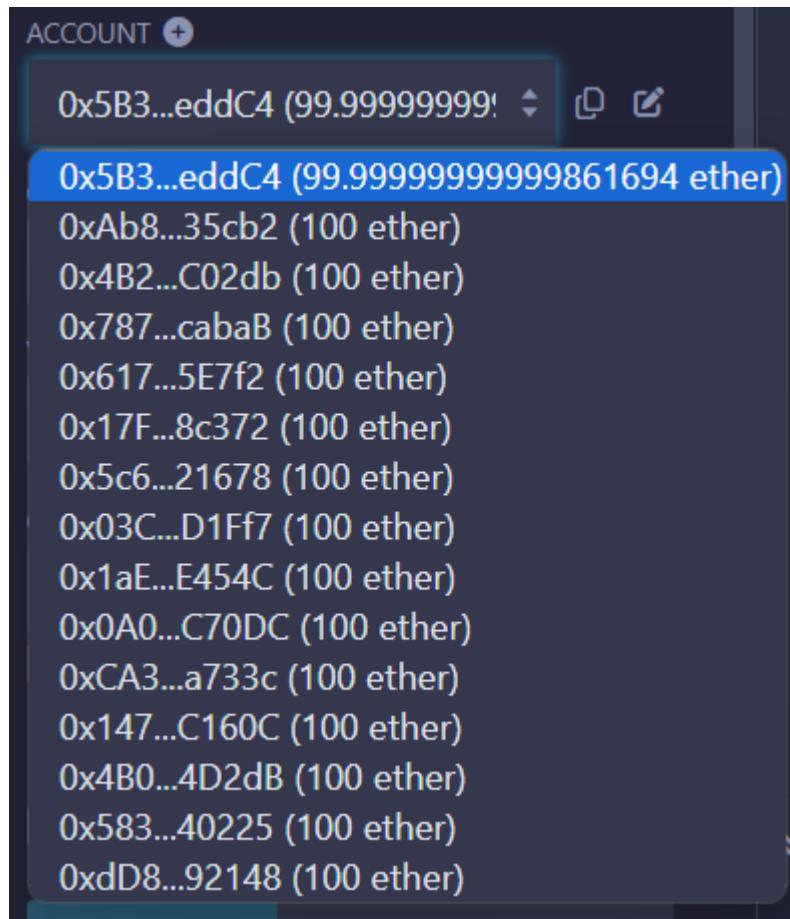 ACCOUNT
0x5B3...eddC4 (99.999999999
0x5B3...eddC4 (99.99999999999861694 ether)
0xAb8...35cb2 (100 ether)
0x4B2...C02db (100 ether)
0x787...cabaB (100 ether)
0x617...5E7f2 (100 ether)
0x17F...8c372 (100 ether)
0x5c6...21678 (100 ether)
0x03C...D1Ff7 (100 ether)
0x1aE...E454C (100 ether)
0x0A0...C70DC (100 ether)
0xCA3...a733c (100 ether)
0x147...C160C (100 ether)
0x4B0...4D2dB (100 ether)
0x583...40225 (100 ether)
0xdD8...92148 (100 ether)